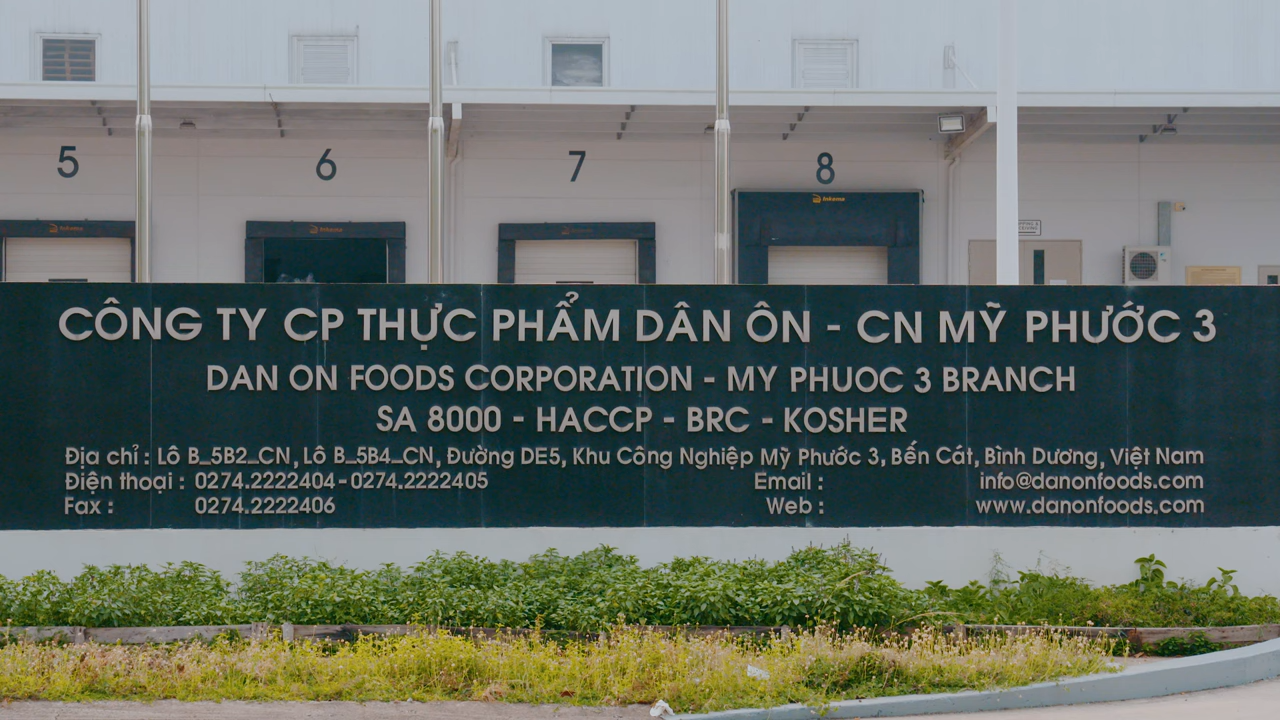 5 6 7 8
CÔNG TY CP THỰC PHẨM DÂN ÔN - CN MỸ PHƯỚC 3
DAN ON FOODS CORPORATION - MY PHUOC 3 BRANCH
SA 8000 - HACCP - BRC - KOSHER
Địa chỉ : Lô B_5B2_CN, Lô B_5B4_CN, Đường DE5, Khu Công Nghiệp Mỹ Phước 3, Bến Cát, Bình Dương, Việt Nam
Điện thoại : 0274.2222404-0274.2222405 Email : info@danonfoods.com
Fax : 0274.2222406 Web : www.danonfoods.com